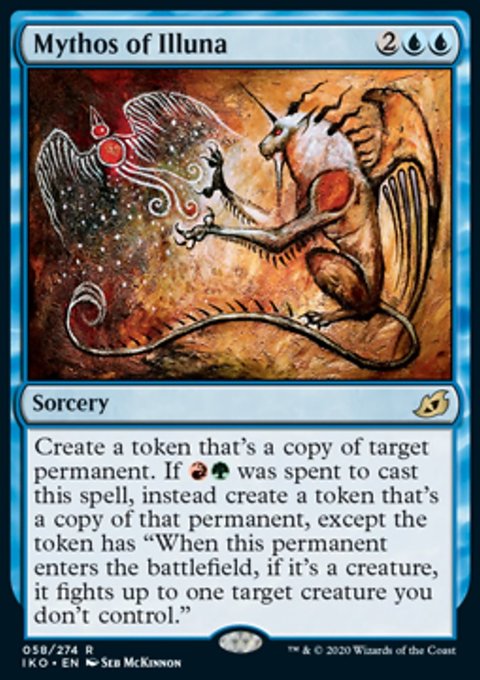 Mythos of Illuna 2
Sorcery
Create a token that's a copy of target
permanent. If was spent to cast
this spell, instead create a token that's
a copy of that permanent, except the
token has “When this permanent
enters the battlefield, if it's a creature,
it fights up to one target creature you
don't control.”
058/274 R
IKO • EN Seb McKinnon
™ & © 2020 Wizards of the Coast